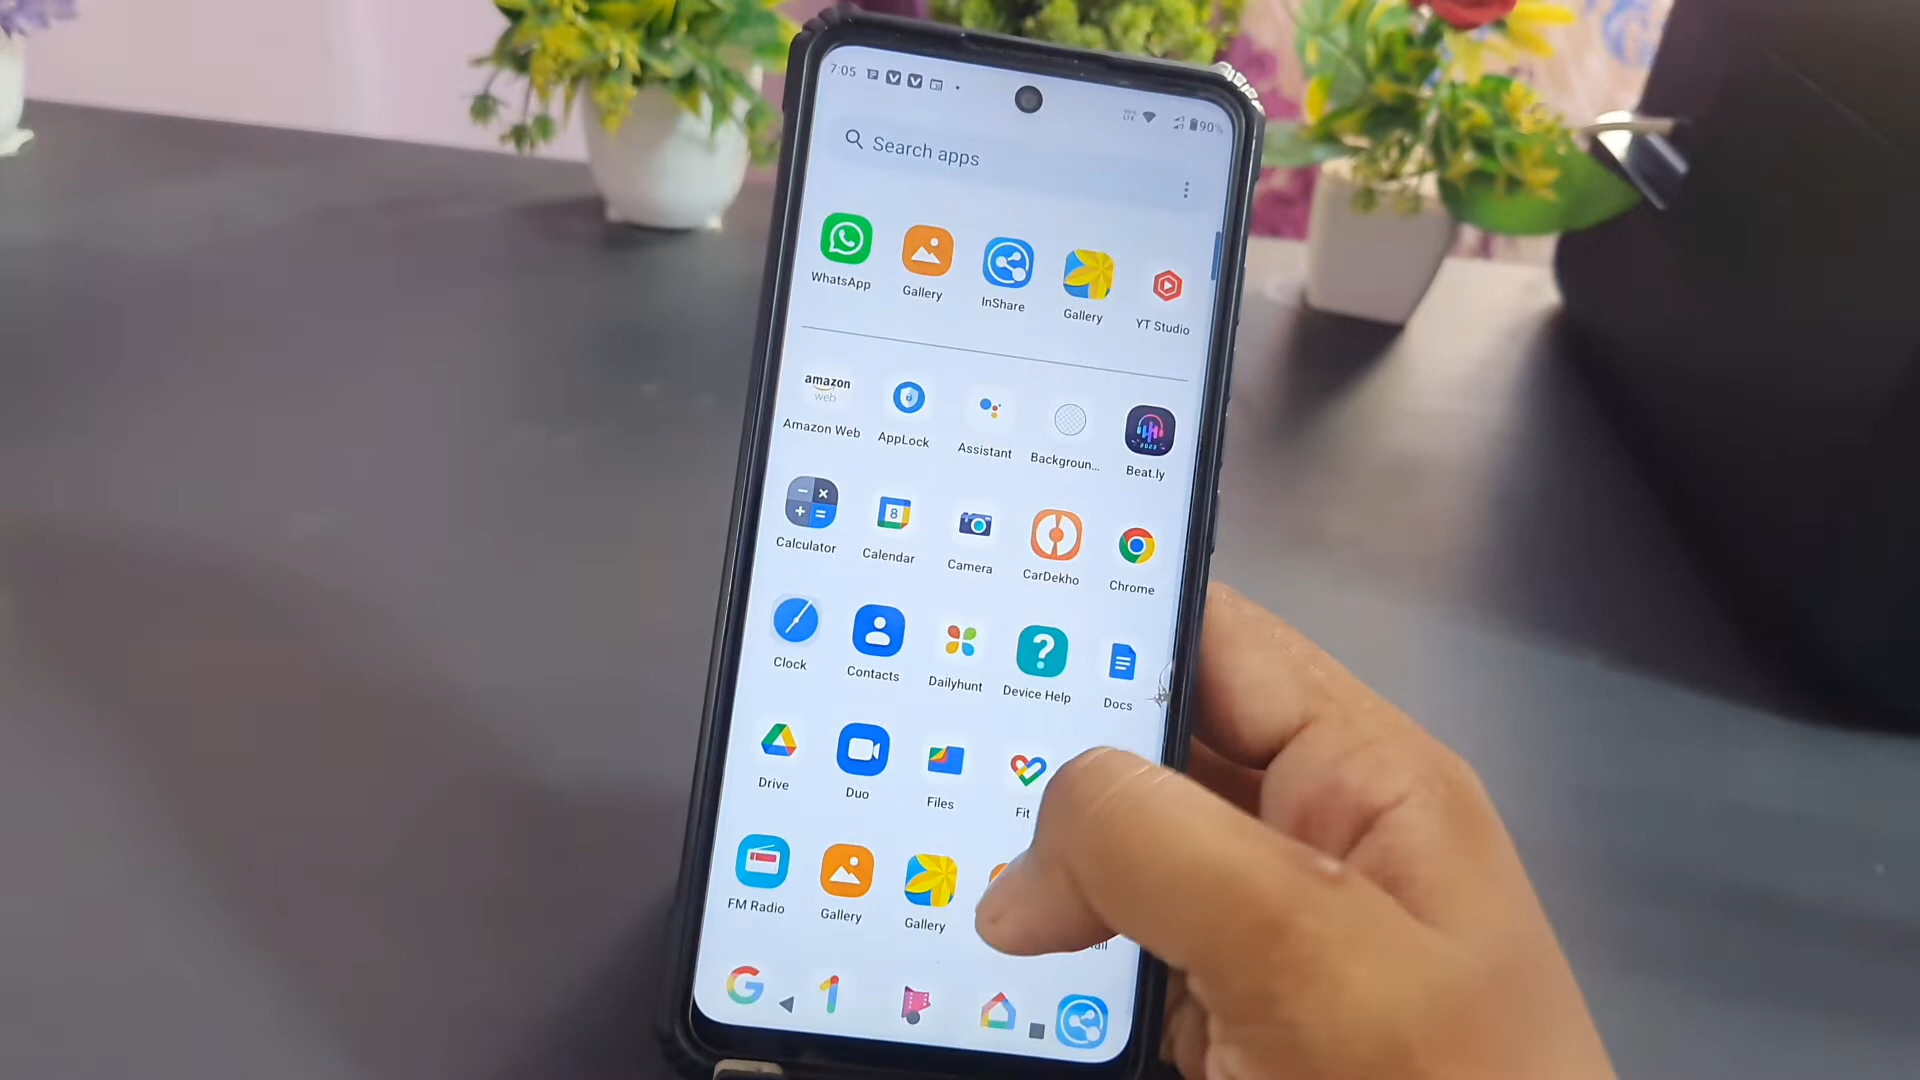 7:05 90%
Search apps
WhatsApp Gallery InShare Gallery YT Studio
amazon
web
Amazon Web AppLock Assistant Backgroun... Beat.ly
Calculator Calendar Camera CarDekho Chrome
8
Clock Contacts Dailyhunt Device Help Docs
Drive Duo Files Fit
FM Radio Gallery Gallery